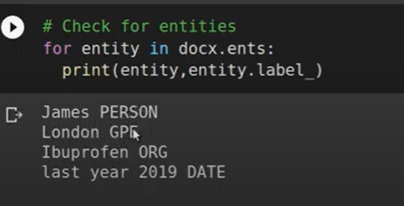 # Check for entities
for entity in docx.ents:
print(entity,entity.label_)
James PERSON
London GPE
Ibuprofen ORG
last year 2019 DATE